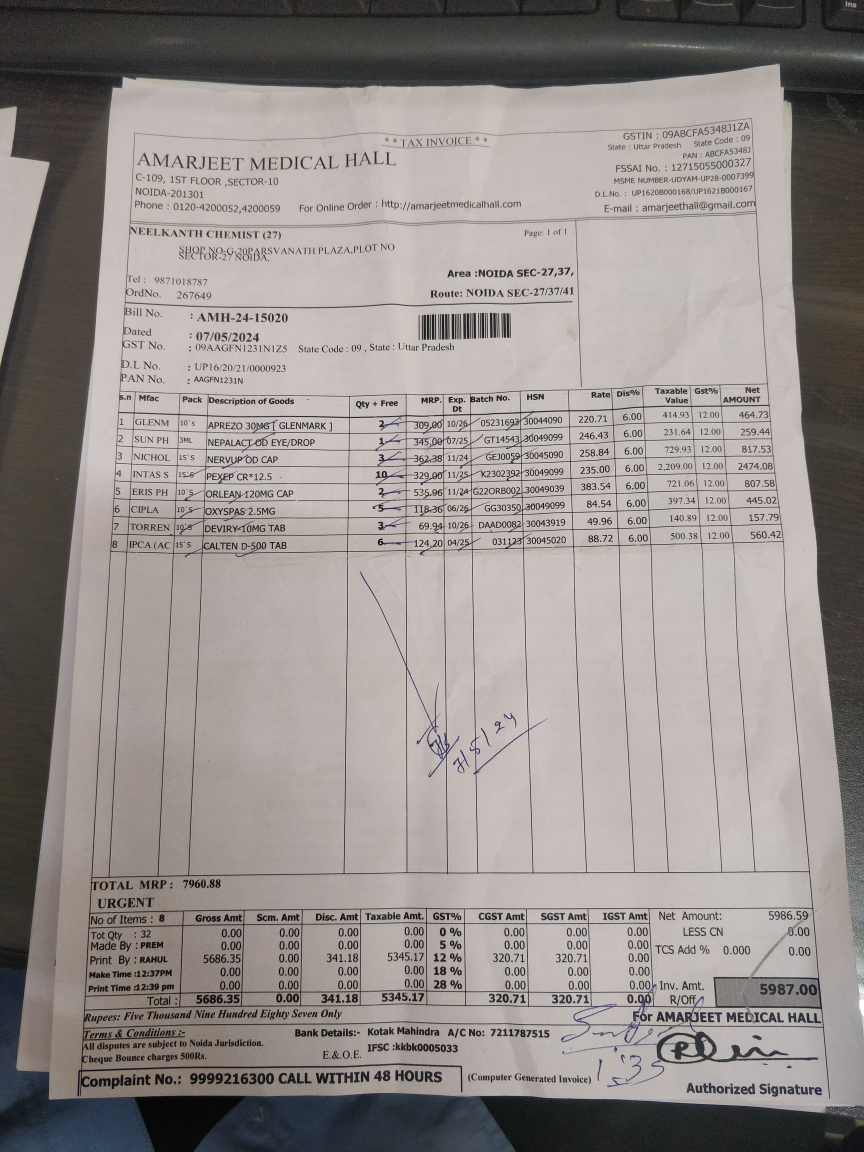 Ins
* * TAX INVOICE * *
AMARJEET MEDICAL HALL
C-109, 1ST FLOOR ,SECTOR-10
NOIDA-201301
Phone : 0120-4200052,4200059 For Online Order : http://amarjeetmedicalhall.com
GSTIN : 09ABCFA5348J1ZA
State : Uttar Pradesh State Code : 09
PAN : ABCFA5348J
FSSAI No. : 12715055000327
MSME NUMBER-UDYAM-UP28-0007399
D.L.No. : UP1620B000168/UP1621B000167
E-mail : amarjeethall@gmail.com
NEELKANTH CHEMIST (27) Page: 1 of 1
SHOP NO-G-20PARSVANATH PLAZA,PLOT NO
SECTOR-27 NOIDA.
Tel : 9871018787 Area :NOIDA SEC-27,37,
OrdNo. 267649 Route: NOIDA SEC-27/37/41
Bill No. : AMH-24-15020
Dated : 07/05/2024
GST No. : 09AAGFN1231N1Z5 State Code : 09 , State : Uttar Pradesh
D.L No. : UP16/20/21/0000923
PAN No. : AAGFN1231N
s.n Mfac Pack Description of Goods Qty + Free MRP. Exp. Dt Batch No. HSN Rate Dis% Taxable Value Gst% Net AMOUNT
1 GLENM 10`S APREZO 30MG [ GLENMARK ] 2 309.00 10/26 05231693 30044090 220.71 6.00 414.93 12.00 464.73
2 SUN PH 3ML NEPALACT OD EYE/DROP 1 345.00 07/25 GT14543 30049099 246.43 6.00 231.64 12.00 259.44
3 NICHOL 15`S NERVUP OD CAP 3 362.38 11/24 GEJ0059 30045090 258.84 6.00 729.93 12.00 817.53
4 INTAS S 15`S PEXEP CR*12.5 10 329.00 11/25 K2302392 30049099 235.00 6.00 2,209.00 12.00 2474.08
5 ERIS PH 10`S ORLEAN 120MG CAP 2 536.96 11/24 G22ORB002 30049039 383.54 6.00 721.06 12.00 807.58
6 CIPLA 10`S OXYSPAS 2.5MG 5 118.36 06/26 GG30350 30049099 84.54 6.00 397.34 12.00 445.02
7 TORREN 10`S DEVIRY-10MG TAB 3 69.94 10/26 DAAD0082 30043919 49.96 6.00 140.89 12.00 157.79
8 IPCA (AC 15`S CALTEN D-500 TAB 6 124.20 04/25 031123 30045020 88.72 6.00 500.38 12.00 560.42
7/5/24
TOTAL MRP : 7960.88
URGENT
No of Items : 8 Gross Amt Scm. Amt Disc. Amt Taxable Amt. GST% CGST Amt SGST Amt IGST Amt Net Amount: 5986.59
Tot Qty : 32 0.00 0.00 0.00 0.00 0 % 0.00 0.00 0.00 LESS CN 0.00
Made By : PREM 0.00 0.00 0.00 0.00 5 % 0.00 0.00 0.00 TCS Add % 0.000 0.00
Print By : RAHUL 5686.35 0.00 341.18 5345.17 12 % 320.71 320.71 0.00
Make Time :12:37PM 0.00 0.00 0.00 0.00 18 % 0.00 0.00 0.00
Print Time :12:39 pm 0.00 0.00 0.00 0.00 28 % 0.00 0.00 0.00 Inv. Amt. 5987.00
Total : 5686.35 0.00 341.18 5345.17 320.71 320.71 0.00 R/Off
Rupees: Five Thousand Nine Hundred Eighty Seven Only For AMARJEET MEDICAL HALL
Terms & Conditions :- Bank Details:- Kotak Mahindra A/C No: 7211787515
All disputes are subject to Noida Jurisdiction. IFSC :kkbk0005033
Cheque Bounce charges 500Rs. E.& O.E.
Complaint No.: 9999216300 CALL WITHIN 48 HOURS (Computer Generated Invoice) Authorized Signature